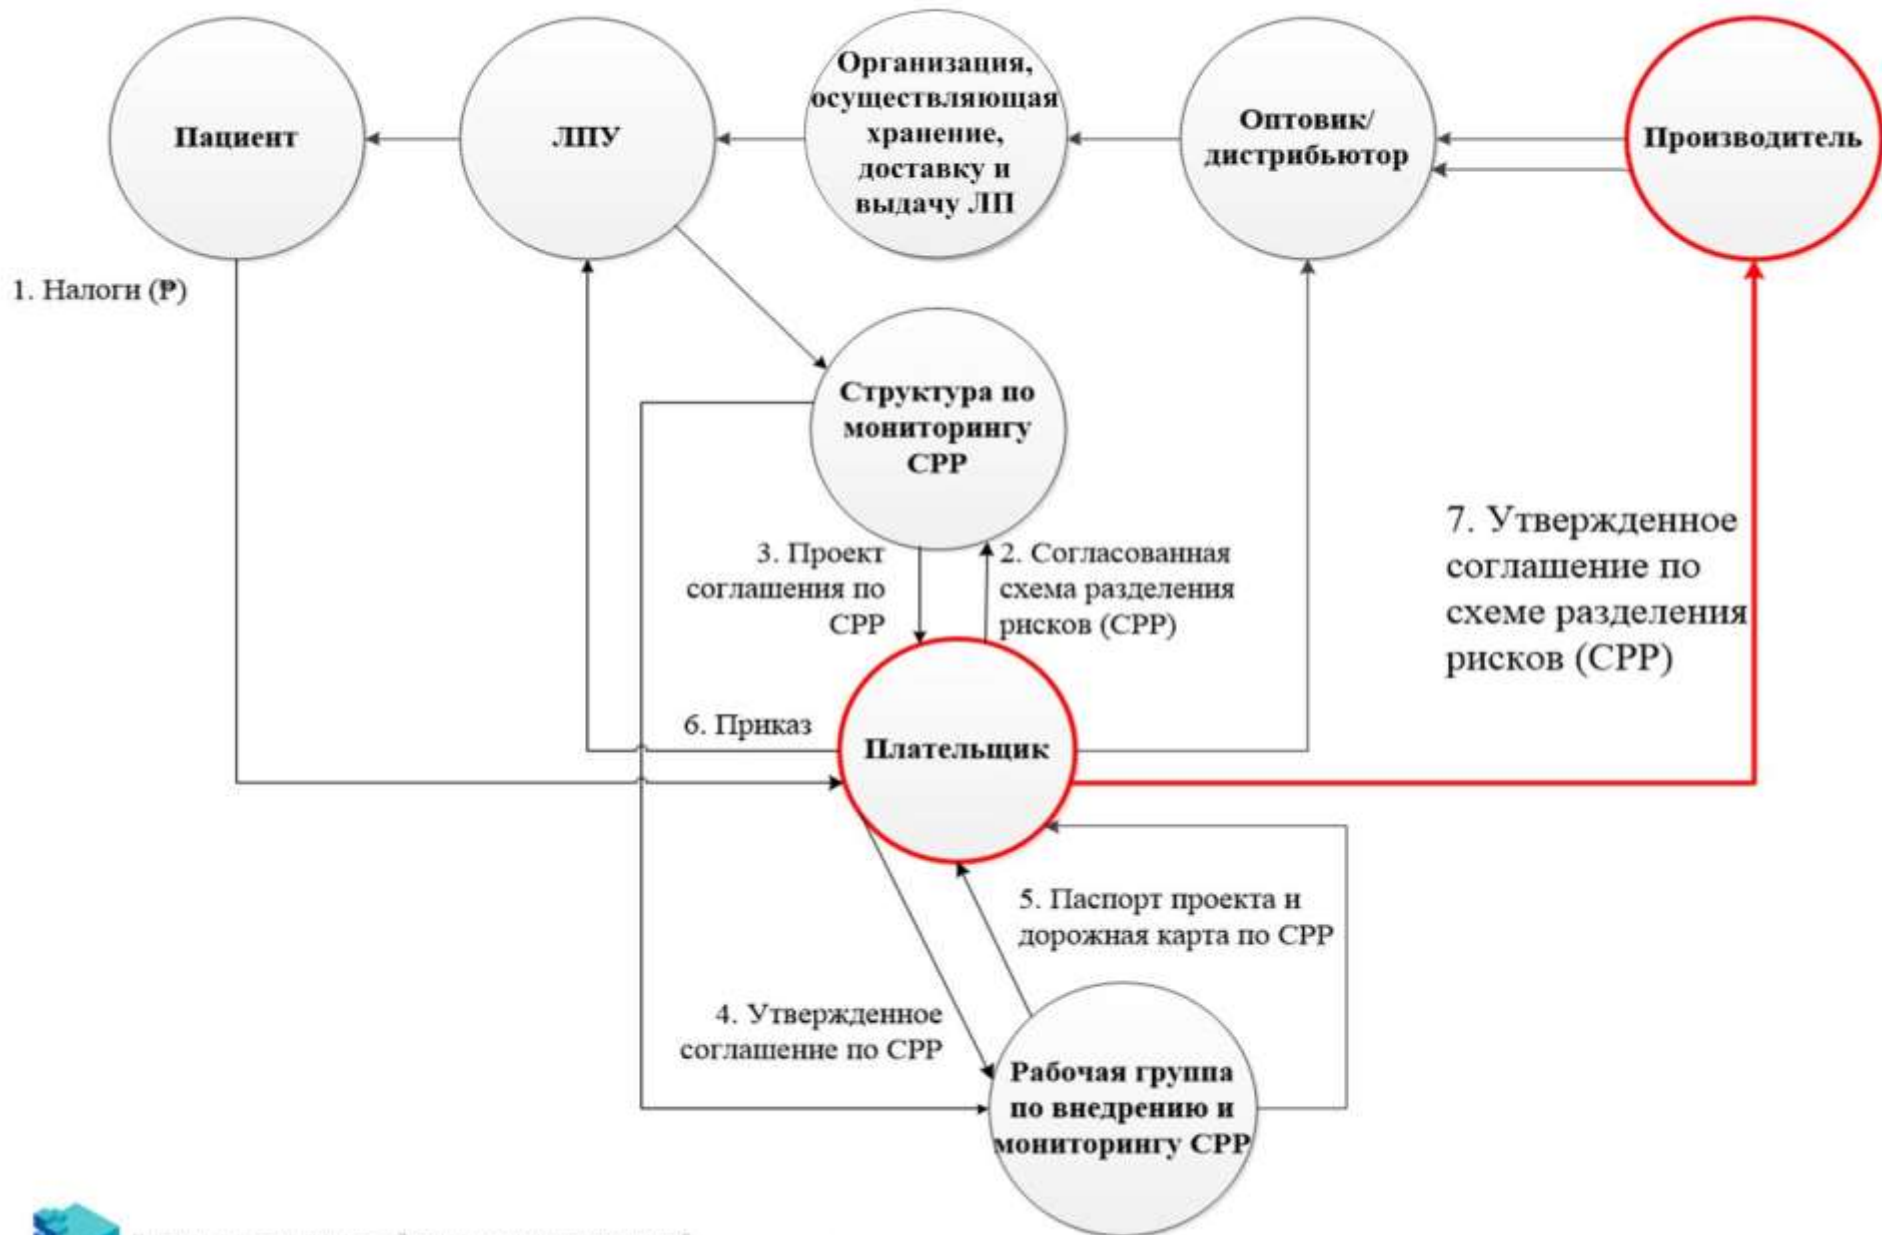 Пациент
ЛПУ
Организация,
осуществляющая
хранение,
доставку и
выдачу ЛП
Оптовик/
дистрибьютор
Производитель
1. Налоги (₽)
Структура по
мониторингу
СРР
3. Проект
соглашения по
СРР
2. Согласованная
схема разделения
рисков (СРР)
7. Утвержденное
соглашение по
схеме разделения
рисков (СРР)
6. Приказ
Плательщик
5. Паспорт проекта и
дорожная карта по СРР
4. Утвержденное
соглашение по СРР
Рабочая группа
по внедрению и
мониторингу СРР